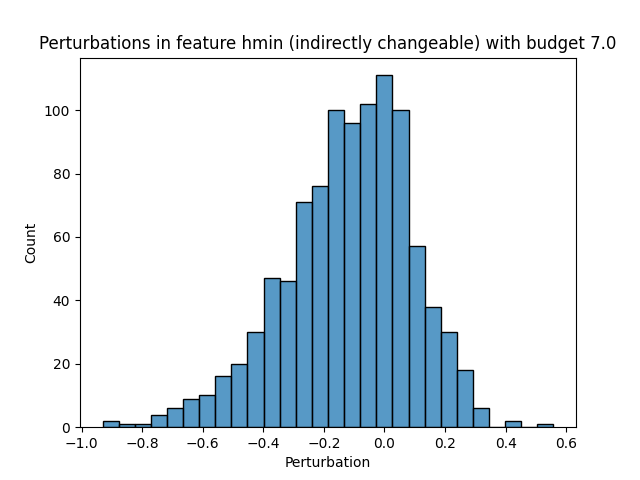 Perturbations in feature hmin (indirectly changeable) with budget 7.0
100
80
60
40
20
0
Count
−1.0 −0.8 −0.6 −0.4 −0.2 0.0 0.2 0.4 0.6
Perturbation